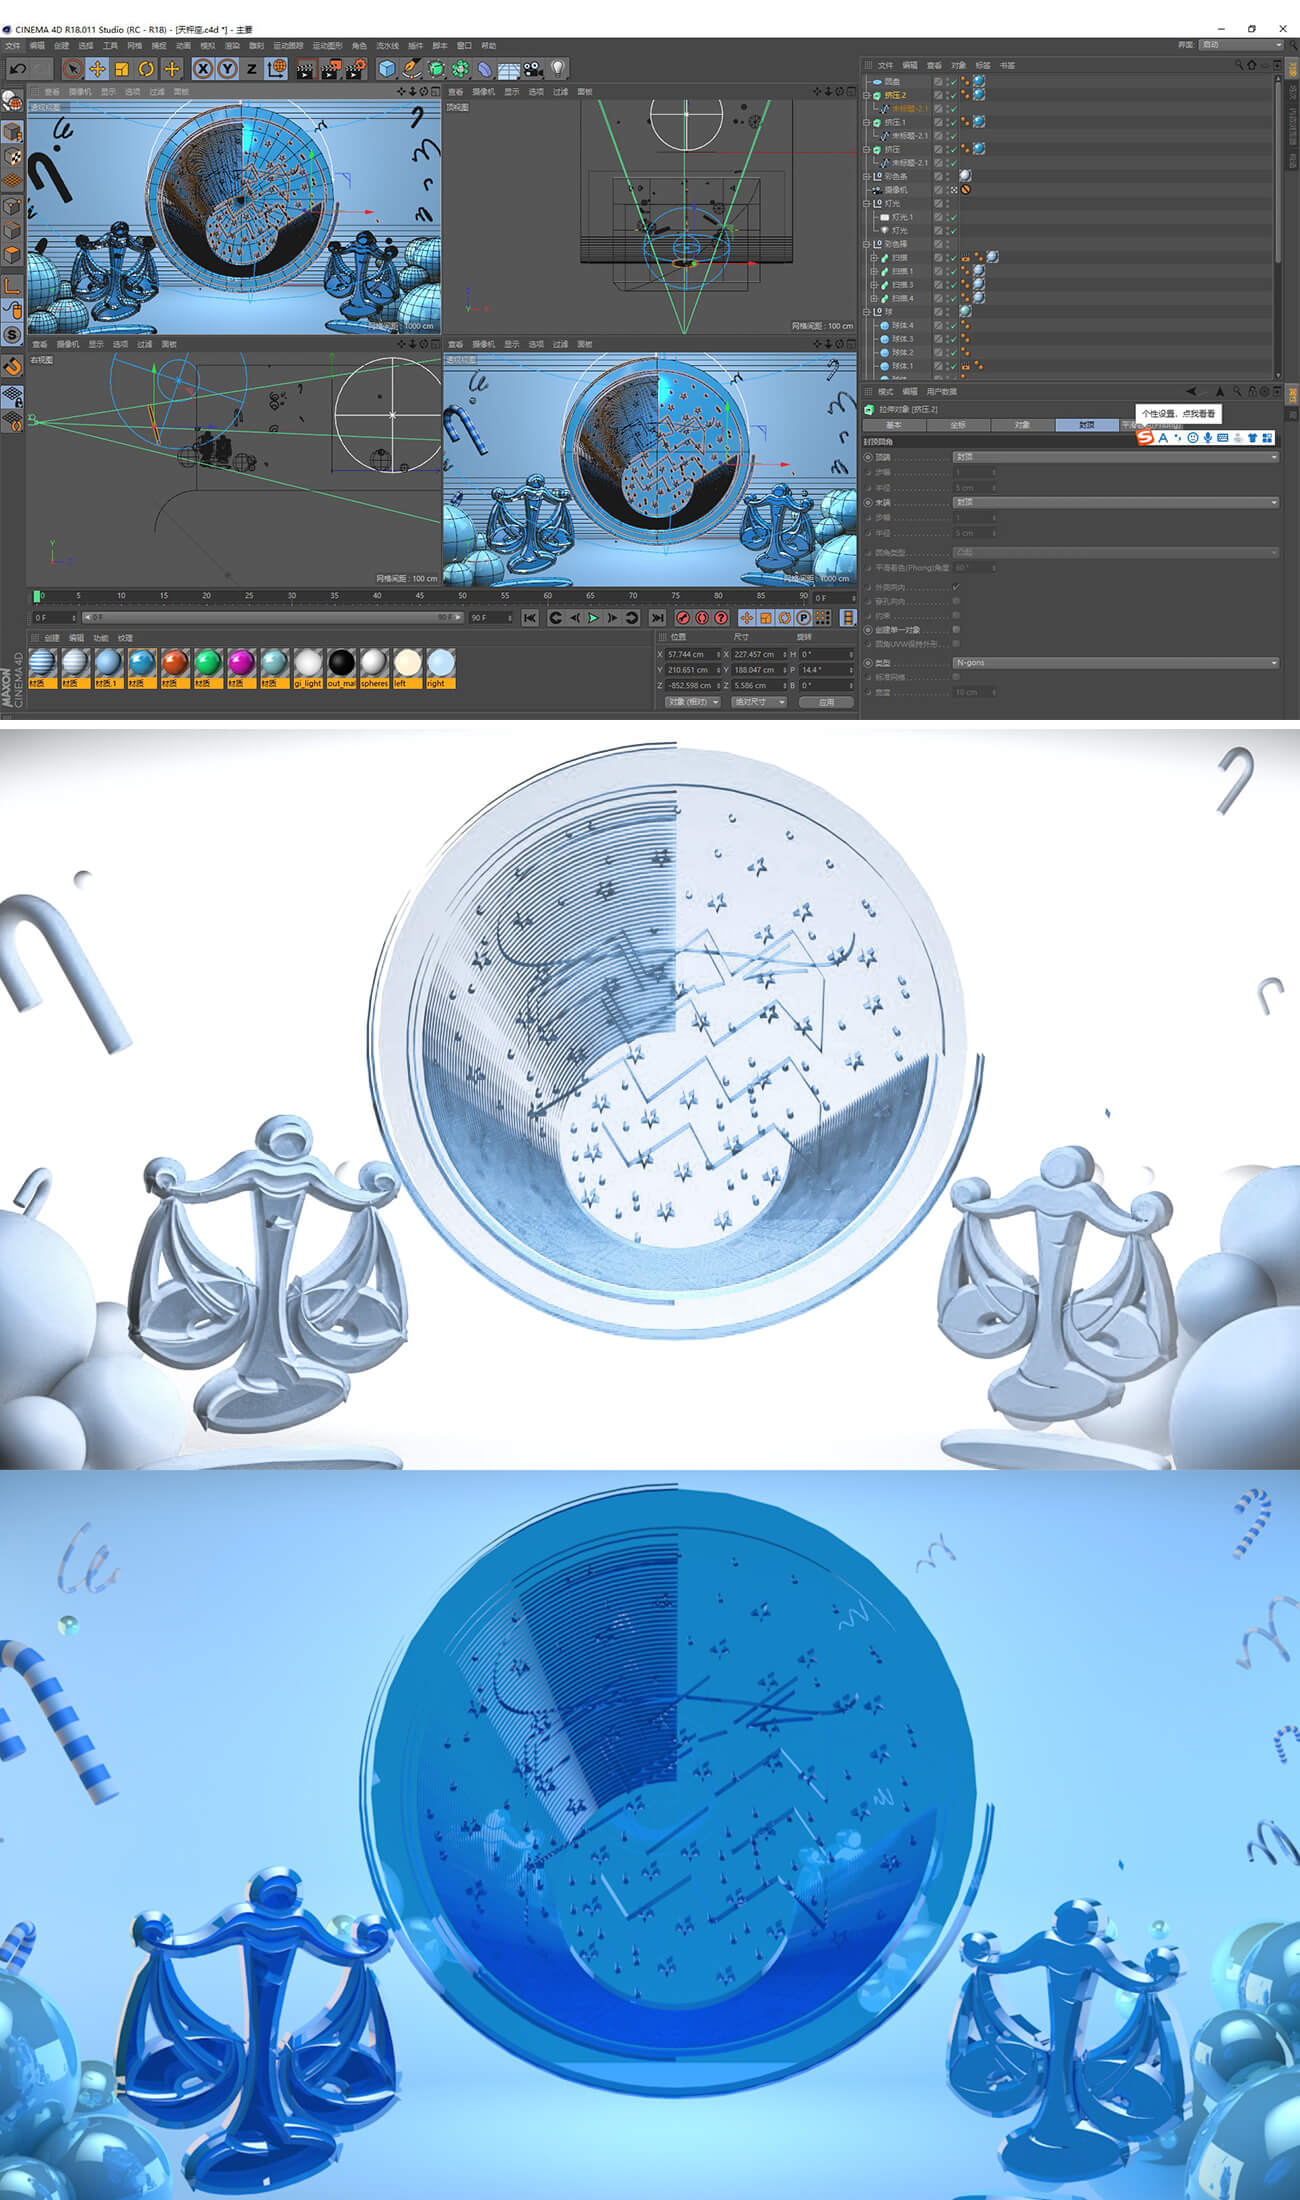 CINEMA 4D R18.011 Studio (RC - R18) - [天枰座.c4d *] - 主要
文件 编辑 创建 选择 工具 网格 捕捉 动画 模拟 渲染 雕刻 运动跟踪 运动图形 角色 流水线 插件 脚本 窗口 帮助
界面: 启动
查看 摄像机 显示 选项 过滤 面板
透视视图
网格间距 : 1000 cm
查看 摄像机 显示 选项 过滤 面板
顶视图
网格间距 : 100 cm
查看 摄像机 显示 选项 过滤 面板
右视图
网格间距 : 100 cm
查看 摄像机 显示 选项 过滤 面板
透视视图
网格间距 : 1000 cm
文件 编辑 查看 对象 标签 书签
圆盘
挤压.2
未标题-2.1
挤压.1
未标题-2.1
挤压
未标题-2.1
彩色条
摄像机
灯光
灯光.1
灯光
彩色棒
扫描
扫描.1
扫描.3
扫描.4
球
球体.4
球体.3
球体.2
球体.1
模式 编辑 用户数据
拉伸对象 [挤压.2]
个性设置，点我看看
基本 坐标 对象 封顶 平滑着色(Phong)
封顶圆角
顶端 封顶
步幅 1
半径 5 cm
末端 封顶
步幅 1
半径 5 cm
圆角类型 凸起
平滑着色(Phong)角度 60 °
外壳向内
穿孔向内
约束
创建单一对象
圆角UVW保持外形
类型 N-gons
标准网格
宽度 10 cm
0 5 10 15 20 25 30 35 40 45 50 55 60 65 70 75 80 85 90 0 F
0 F 0 F 90 F 90 F
创建 编辑 功能 纹理
材质 材质 材质.1 材质 材质 材质 材质 材质 gi_light out_mat spheres left right
位置 尺寸 旋转
X 57.744 cm X 227.457 cm H 0 °
Y 210.651 cm Y 188.047 cm P 14.4 °
Z -852.598 cm Z 5.586 cm B 0 °
对象 (相对) 绝对尺寸 应用
MAXON
CINEMA 4D